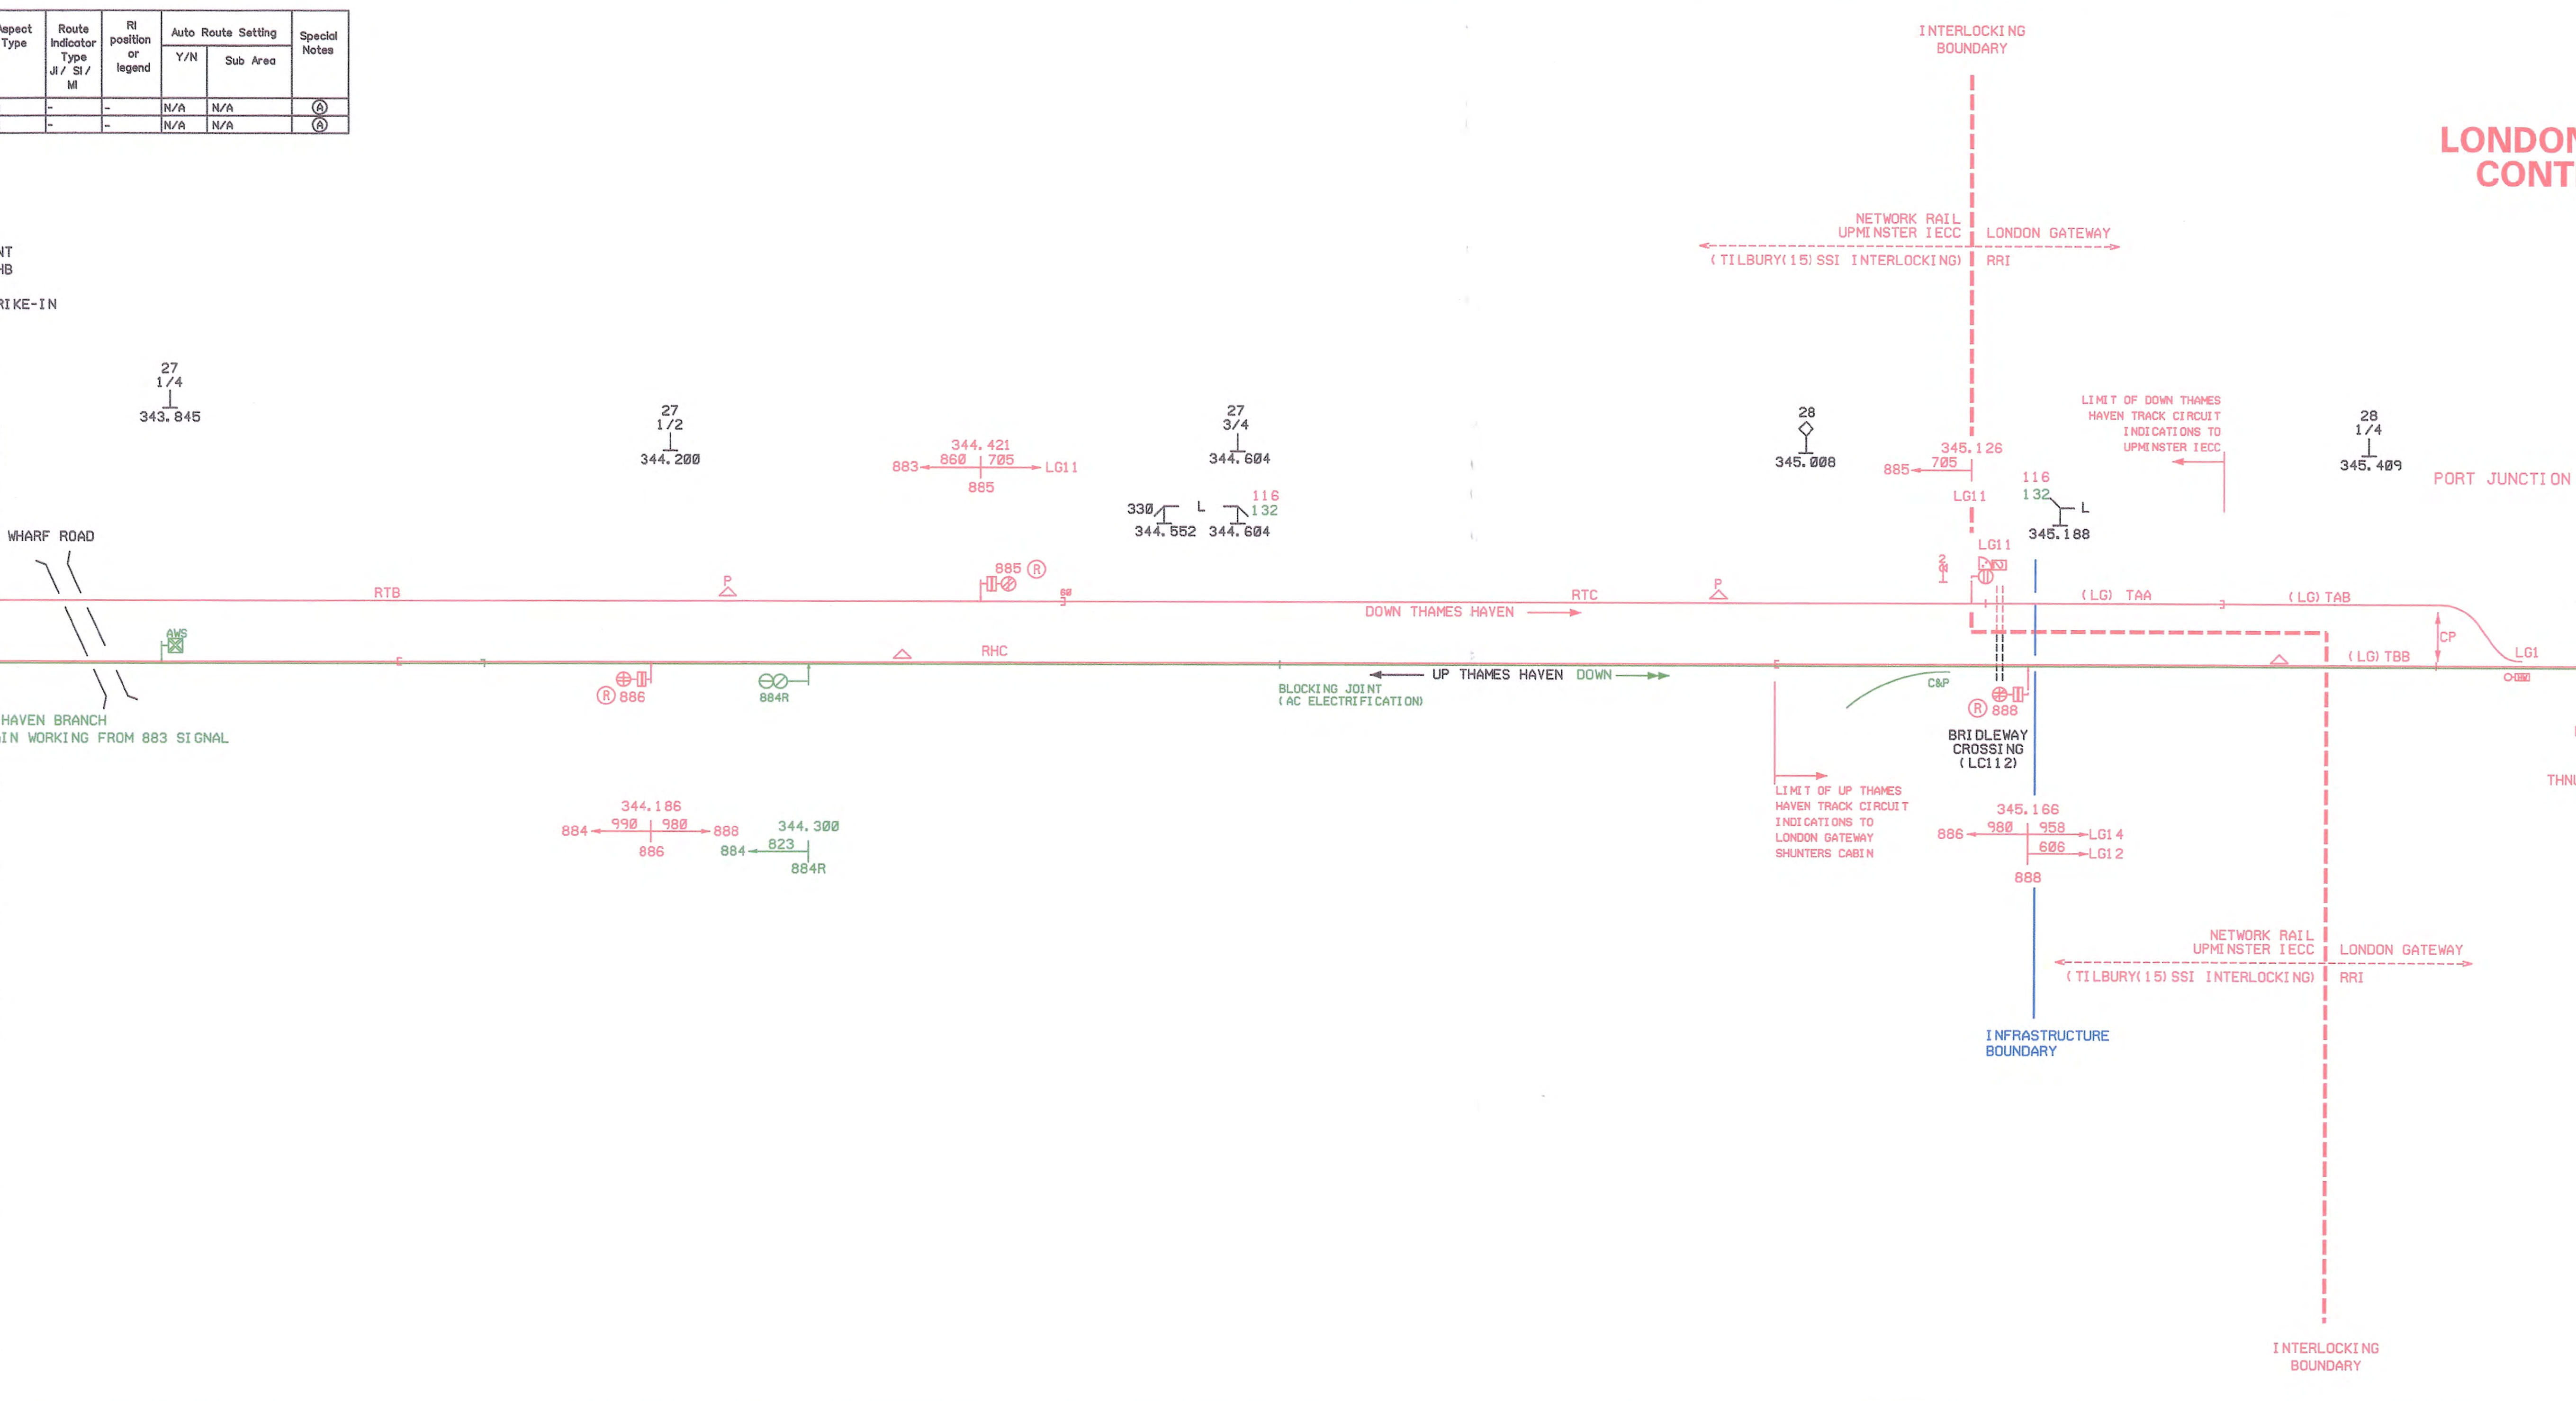 Aspect
Type
Route
Indicator
Type
JI/ SI/
MI
RI
position
or
legend
Auto Route Setting
Y/N
Sub Area
Special
Notes
-
-
N/A
N/A
A
-
-
N/A
N/A
A
INTERLOCKING
BOUNDARY
LONDON
CONT
NETWORK RAIL
UPMINSTER IECC
LONDON GATEWAY
(TILBURY(15)SSI INTERLOCKING)
RRI
NT
HB
RIKE-IN
27
1/4
343.845
27
1/2
344.200
344.421
883
860
705
LG11
885
27
3/4
344.604
28
345.008
345.126
885
705
LG11
LIMIT OF DOWN THAMES
HAVEN TRACK CIRCUIT
INDICATIONS TO
UPMINSTER IECC
28
1/4
345.409
PORT JUNCTION
330
L
116
132
344.552
344.604
116
132
L
345.188
WHARF ROAD
LG11
885
R
RTB
P
60
RTC
P
(LG) TAA
(LG) TAB
DOWN THAMES HAVEN
AWS
RHC
CP
(LG) TBB
LG1
R
886
884R
BLOCKING JOINT
(AC ELECTRIFICATION)
UP THAMES HAVEN
DOWN
C&P
R
888
HAVEN BRANCH
IN WORKING FROM 883 SIGNAL
BRIDLEWAY
CROSSING
(LC112)
THN
LIMIT OF UP THAMES
HAVEN TRACK CIRCUIT
INDICATIONS TO
LONDON GATEWAY
SHUNTERS CABIN
344.186
884
990
980
888
886
344.300
884
823
884R
345.166
886
980
958
LG14
606
LG12
888
NETWORK RAIL
UPMINSTER IECC
LONDON GATEWAY
(TILBURY(15)SSI INTERLOCKING)
RRI
INFRASTRUCTURE
BOUNDARY
INTERLOCKING
BOUNDARY